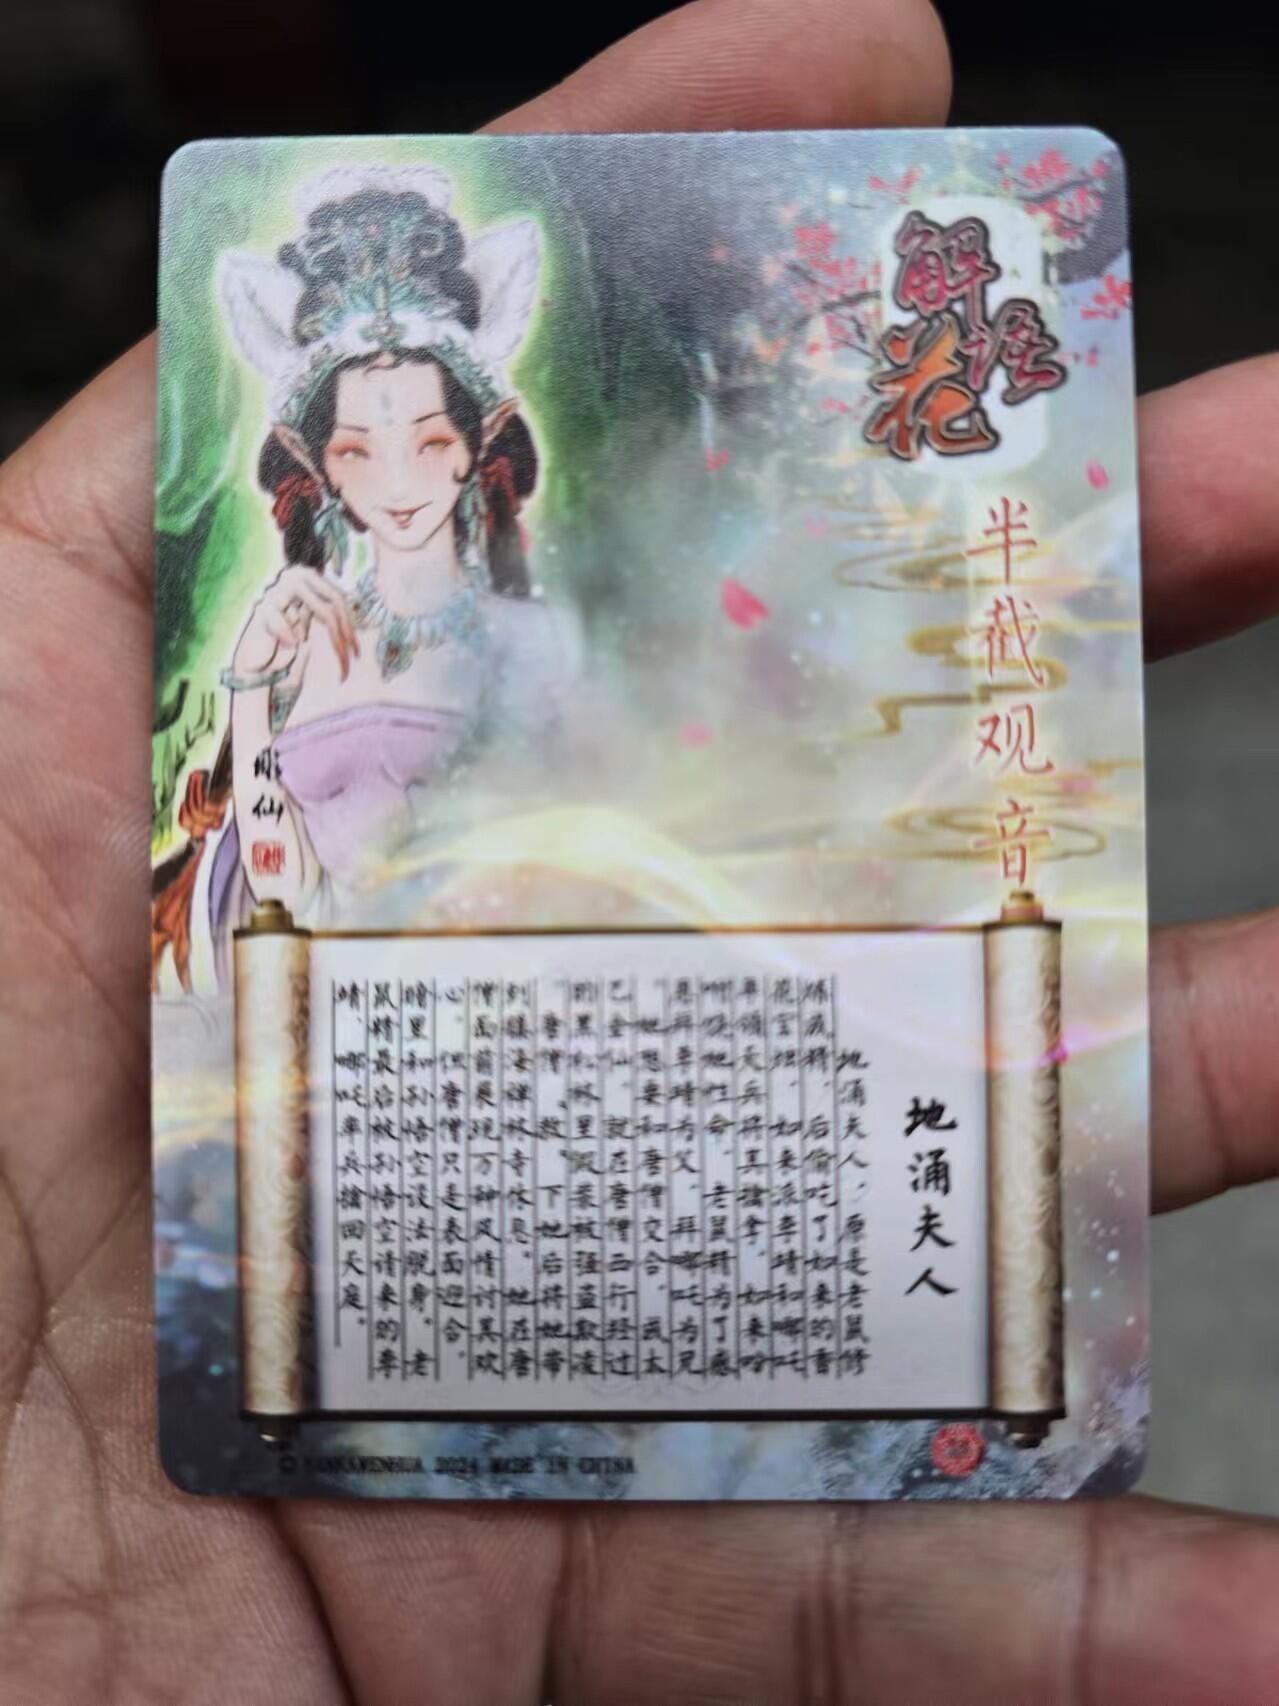 解语花
半截观音
地涌夫人
地涌夫人，原是老鼠修
炼成精，后偷吃了如来的香
花宝烛，如来派李靖和哪吒
率领天兵将其擒拿，如来吩
咐饶她性命，老鼠精为了感
恩拜李靖为父、拜哪吒为兄
。她想要和唐僧交合，成太
乙金仙，就在唐僧西行经过
的黑松林里假装被强盗欺凌
，唐僧“救”下她后将她带
到镇海禅林寺休息。她在唐
僧面前展现万种风情讨其欢
心。但唐僧只是表面迎合，
暗里和孙悟空设法脱身。老
鼠精最后被孙悟空请来的李
靖、哪吒率兵擒回天庭。
仙
© 2024 MADE IN CHINA